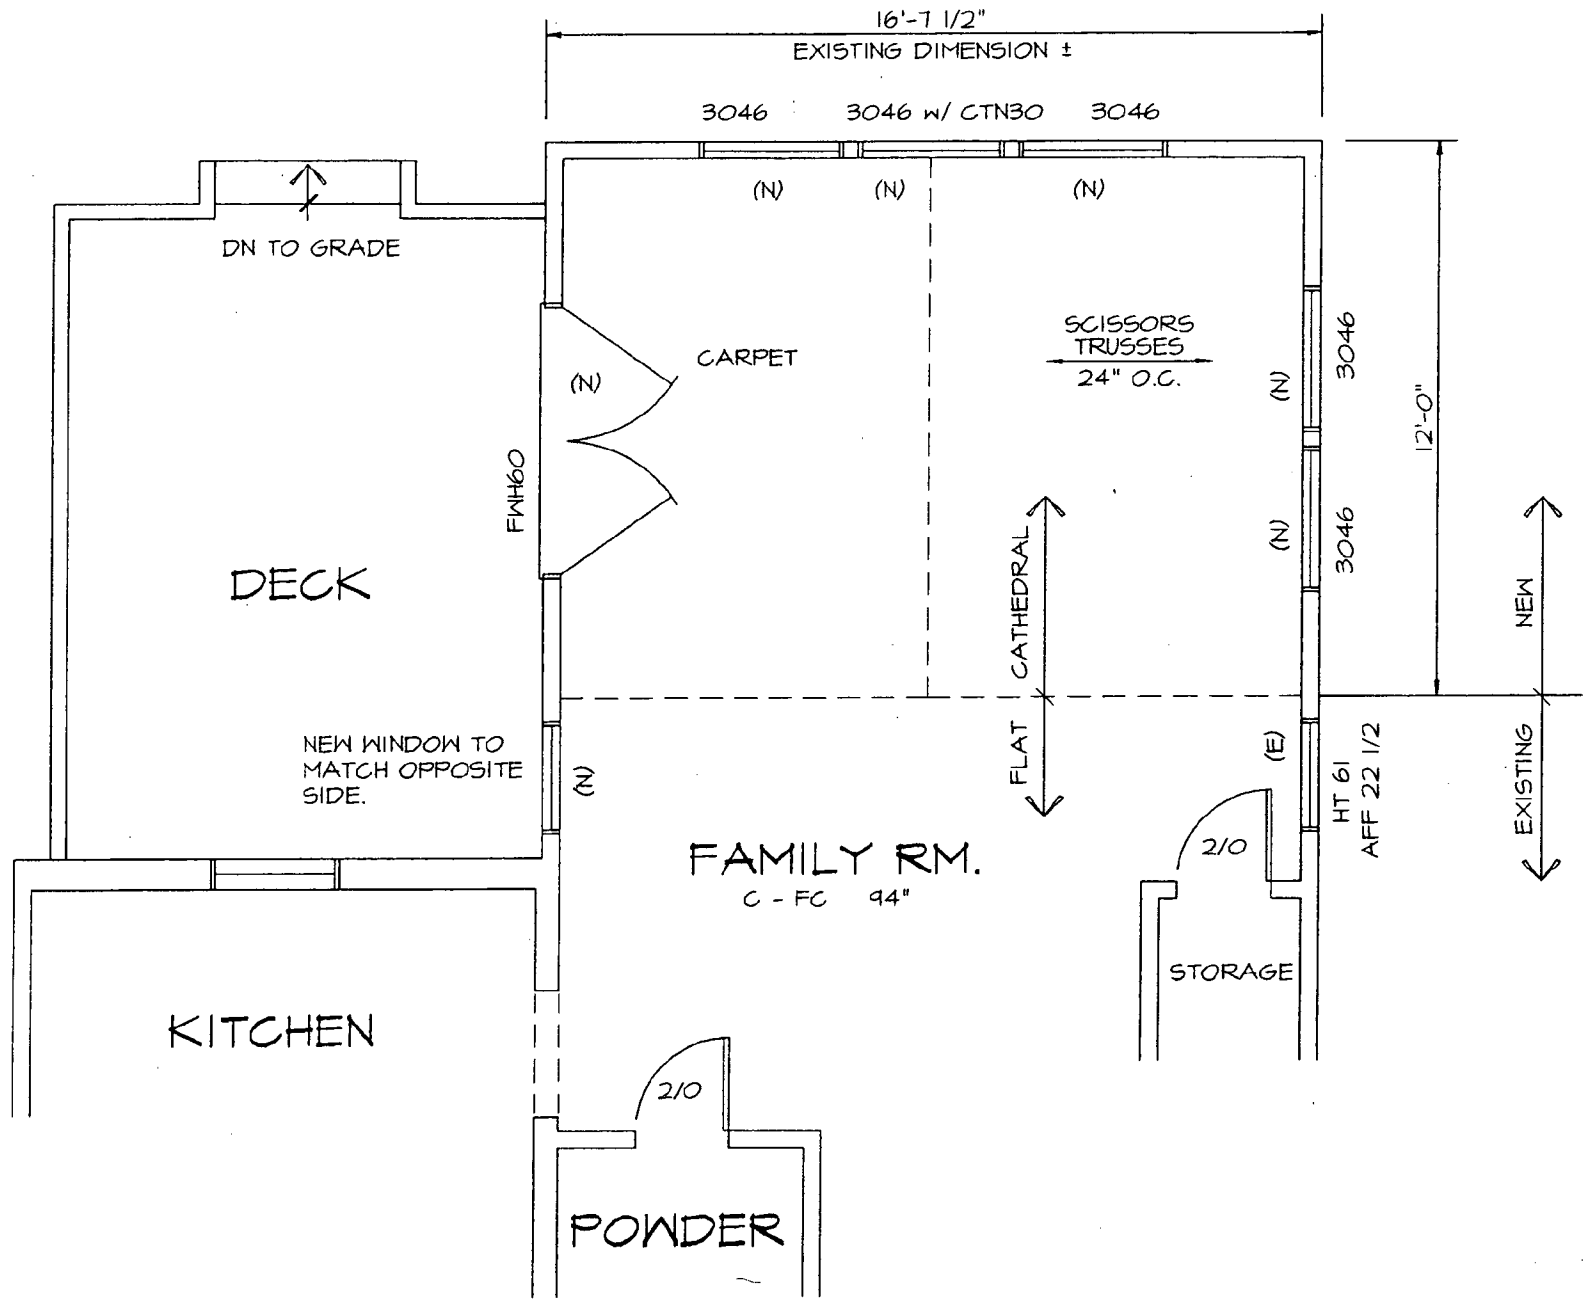 16'-7 1/2"
EXISTING DIMENSION ±
3046 3046 w/ CTN30 3046
(N) (N) (N)
DN TO GRADE
SCISSORS
TRUSSES
24" O.C.
3046
CARPET
(N)
(N)
12'-0"
FWH60
(N)
3046
DECK
CATHEDRAL
NEW
FLAT
EXISTING
NEW WINDOW TO
MATCH OPPOSITE
SIDE.
(N)
(E)
HT 61
AFF 22 1/2
2/0
FAMILY RM.
C - FC 94"
STORAGE
KITCHEN
2/0
POWDER